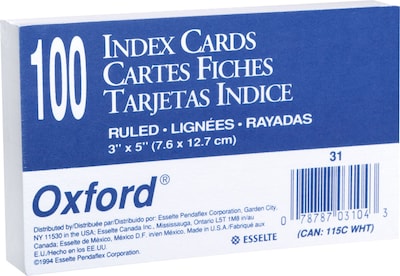 100
INDEX CARDS
CARTES FICHES
TARJETAS INDICE
RULED • LIGNÉES • RAYADAS
3" x 5" (7.6 x 12.7 cm)
31
Oxford®
Distributed by/Distribuée par/Distribuido por: Esselte Pendaflex Corporation, Garden City,
NY 11530 in the USA; Esselte Canada Inc., Mississauga, Ontario L5T 1M8 in/au
Canada; Esselte de México, México D.F. in/en México. Made in U.S.A./Fabriqué aux
E.U./Hecho en los EE.UU.
©1994 Esselte Pendaflex Corporation.
ESSELTE
0 78787 03104 3
(CAN: 115C WHT)